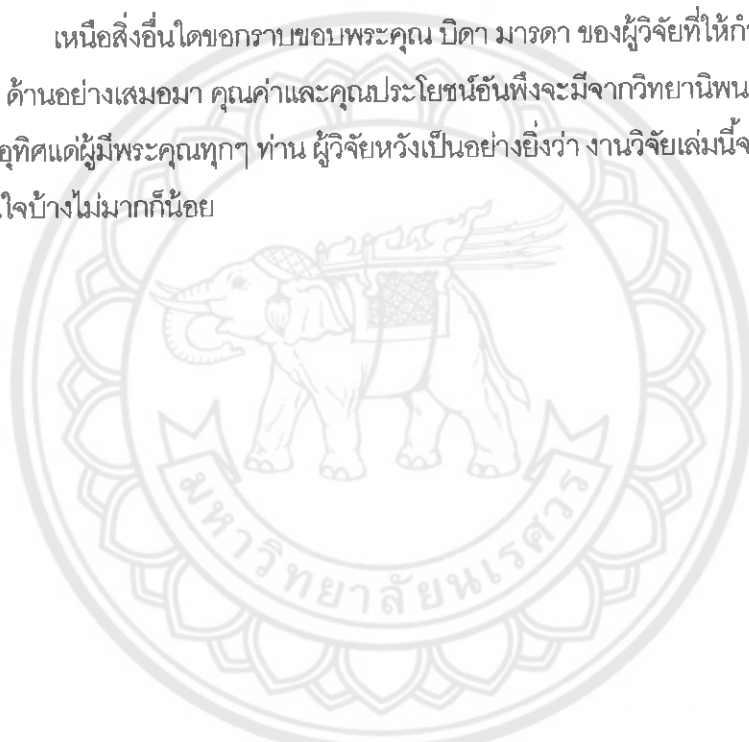 เหนือสิ่งอื่นใดขอกราบขอบพระคุณ บิดา มารดา ของผู้วิจัยที่ให้กำ
ด้านอย่างเสมอมา คุณค่าและคุณประโยชน์อันพึงจะมีจากวิทยานิพน
อุทิศแด่ผู้มีพระคุณทุกๆ ท่าน ผู้วิจัยหวังเป็นอย่างยิ่งว่า งานวิจัยเล่มนี้จ
ใจบ้างไม่มากก็น้อย
มหาวิทยาลัยนเรศวร